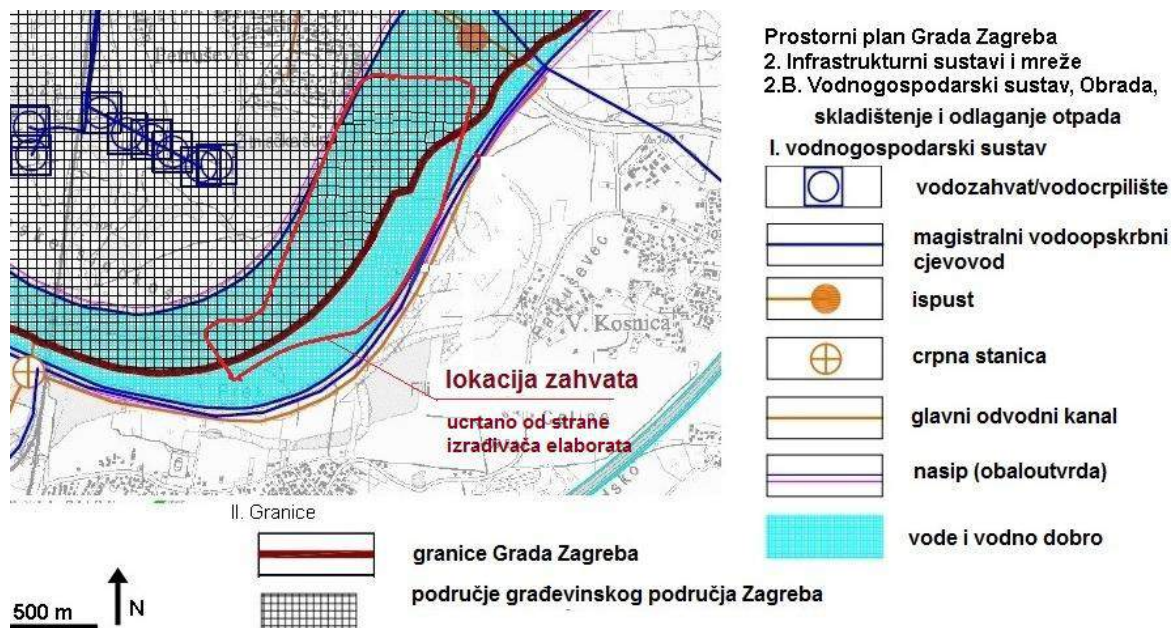 Petruševec
Prostorni plan Grada Zagreba
2. Infrastrukturni sustavi i mreže
2.B. Vodnogospodarski sustav, Obrada,
skladištenje i odlaganje otpada
I. vodnogospodarski sustav
vodozahvat/vodocrpilište
magistralni vodoopskrbni
cjevovod
ispust
crpna stanica
glavni odvodni kanal
nasip (obaloutvrda)
vode i vodno dobro
V. Kosnica
lokacija zahvata
ucrtano od strane
izrađivača elaborata
II. Granice
granice Grada Zagreba
područje građevinskog područja Zagreba
500 m
N